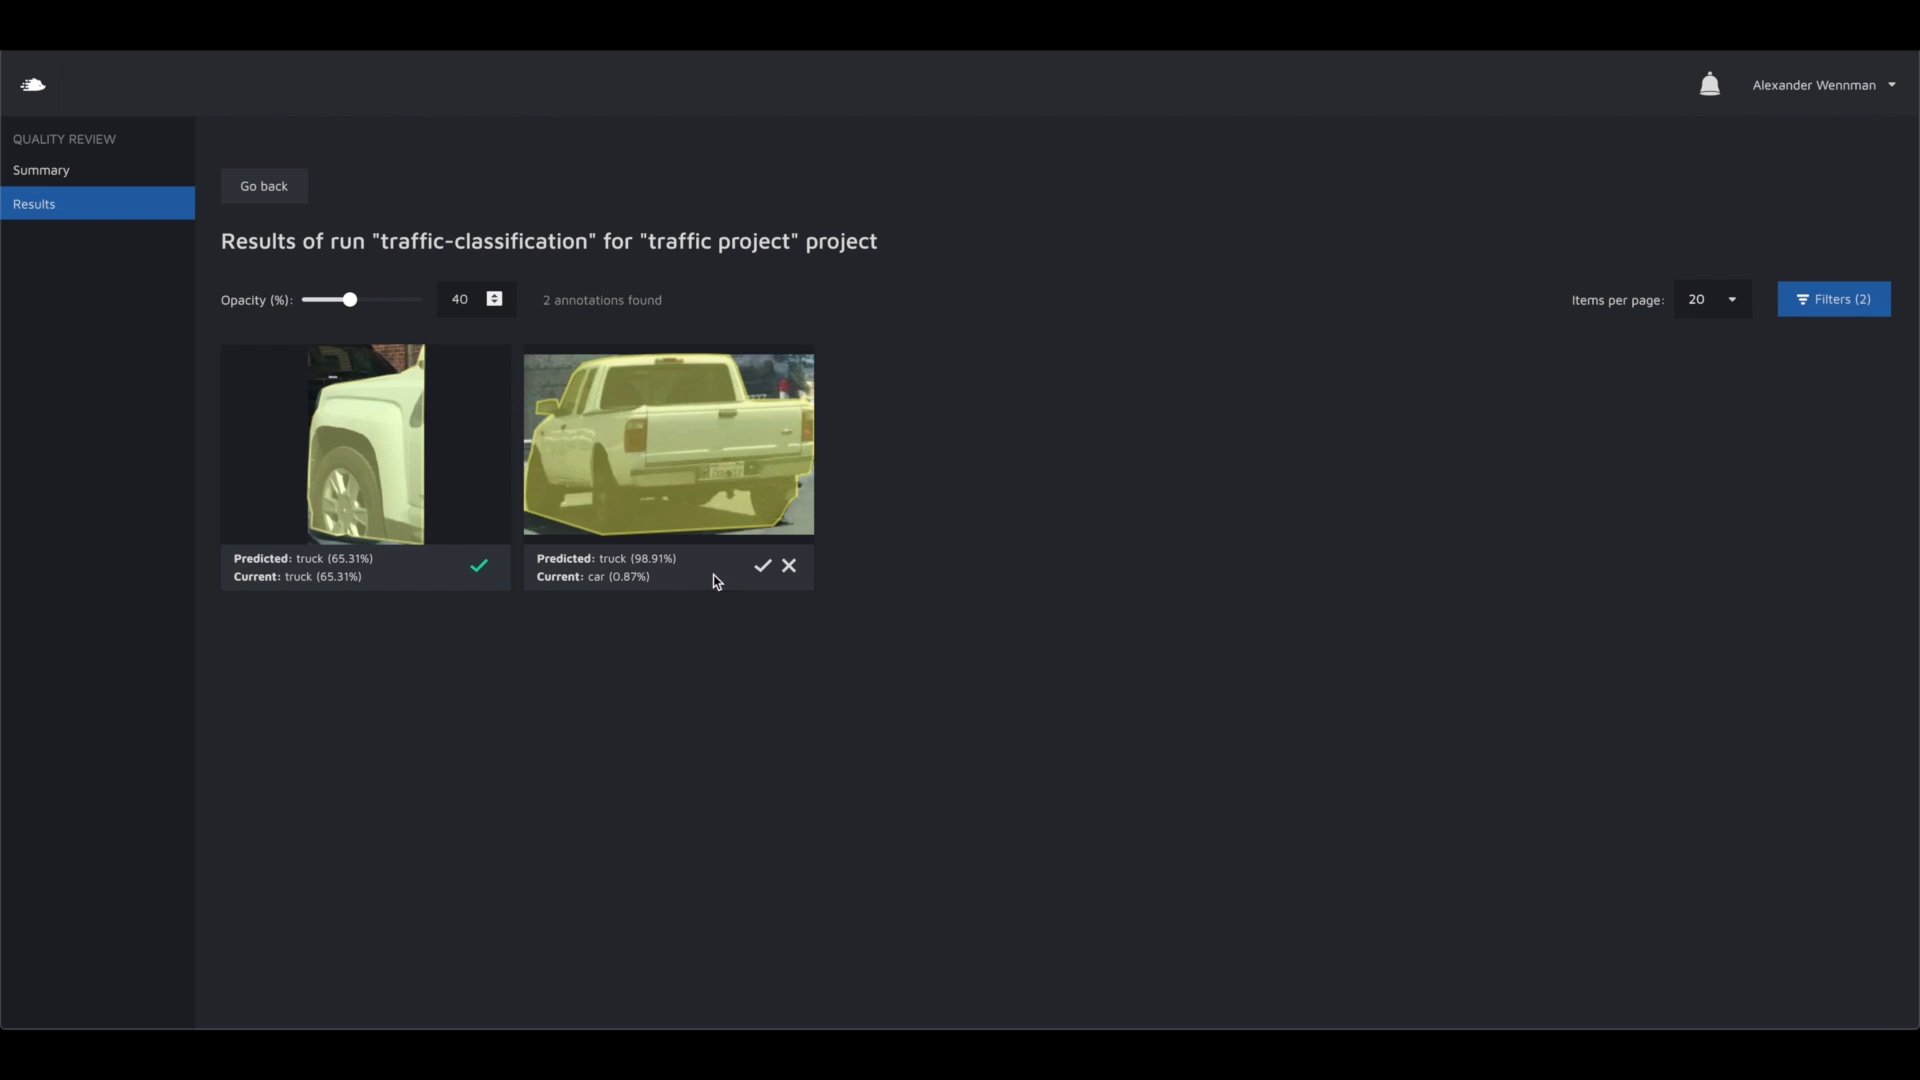 Alexander Wennman
QUALITY REVIEW
Summary
Results
Go back
Results of run "traffic-classification" for "traffic project" project
Opacity (%):
40
2 annotations found
Items per page:
20
Filters (2)
Predicted: truck (65.31%)
Current: truck (65.31%)
Predicted: truck (98.91%)
Current: car (0.87%)